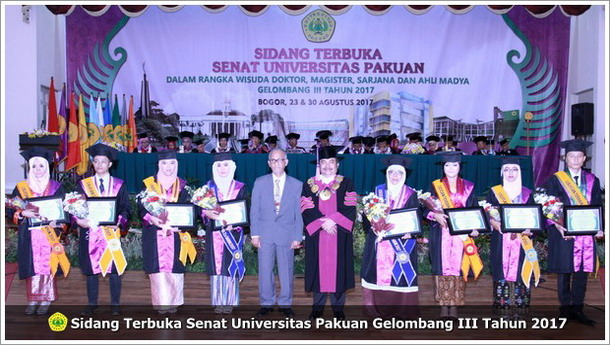 SIDANG TERBUKA
SENAT UNIVERSITAS PAKUAN
DALAM RANGKA WISUDA DOKTOR, MAGISTER, SARJANA DAN AHLI MADYA
GELOMBANG III TAHUN 2017
BOGOR, 23 & 30 AGUSTUS 2017
Sidang Terbuka Senat Universitas Pakuan Gelombang III Tahun 2017